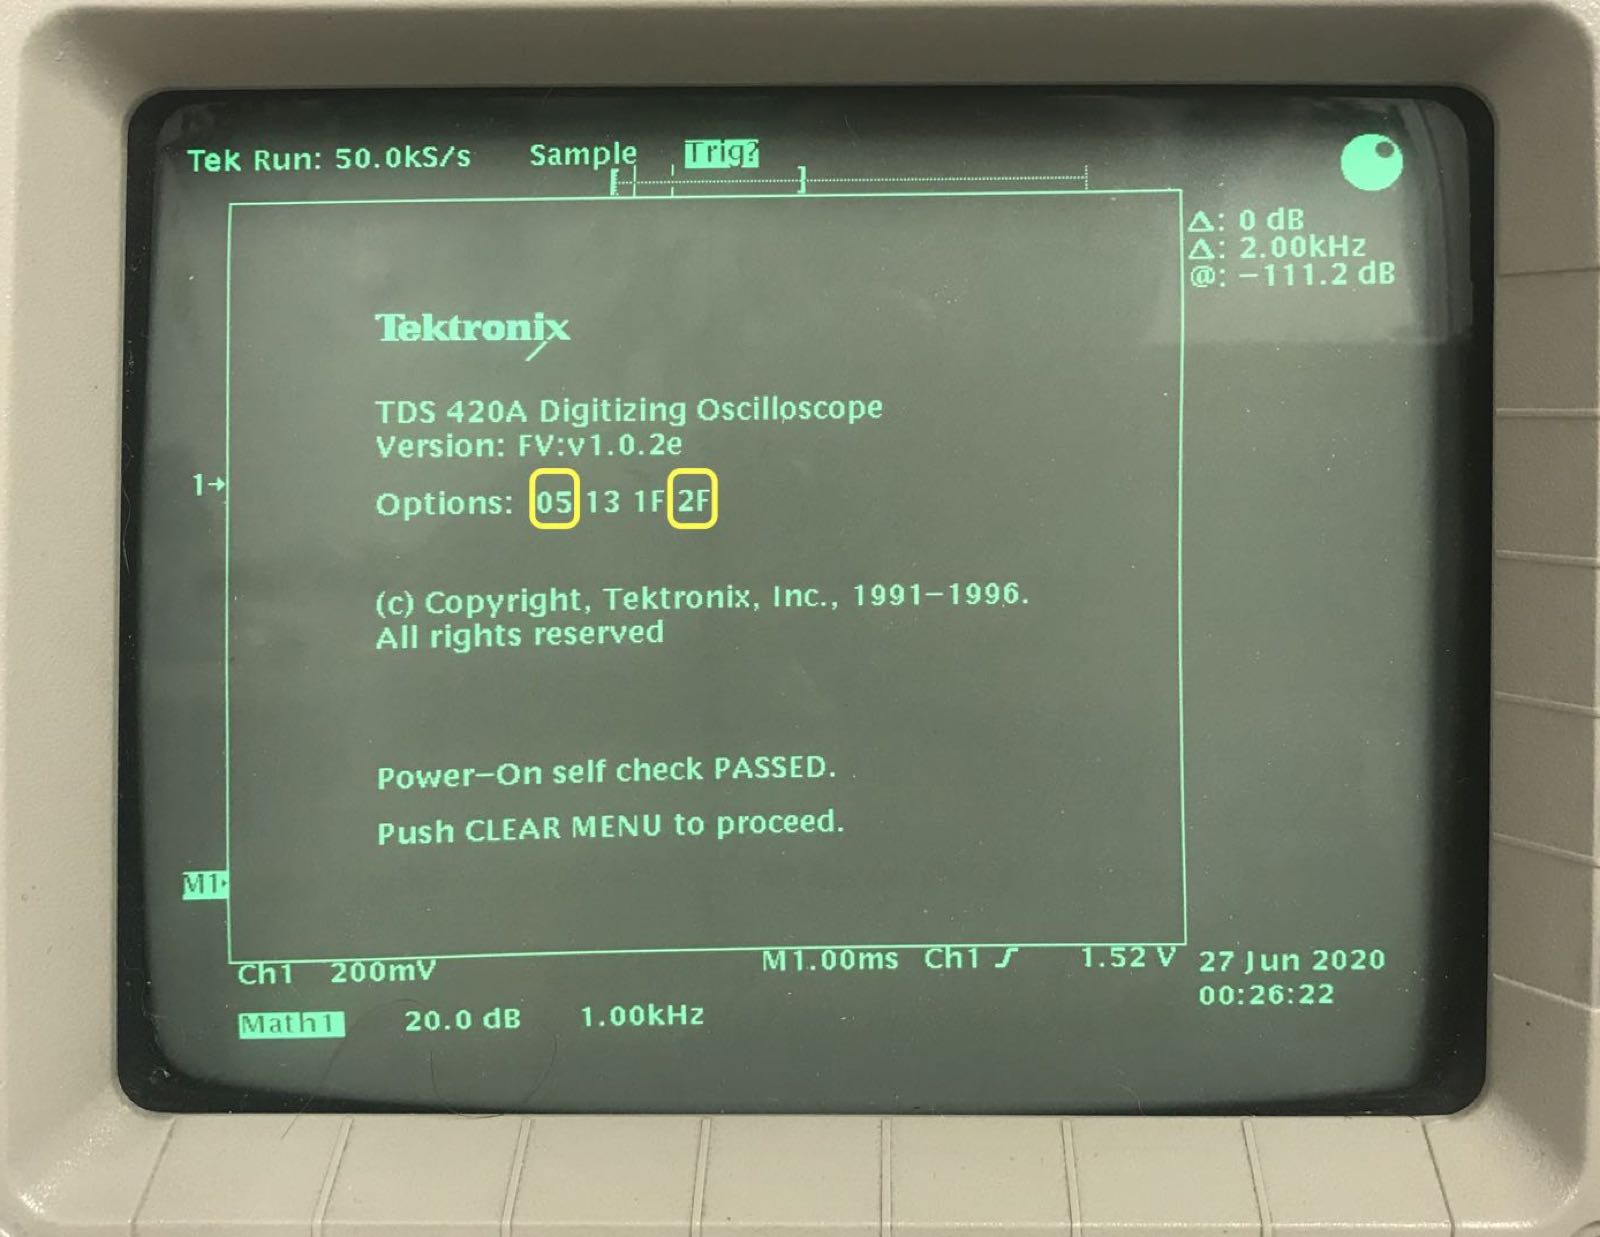 Tek Run: 50.0kS/s Sample Trig?
Δ: 0 dB
Δ: 2.00kHz
@: −111.2 dB
Tektronix
TDS 420A Digitizing Oscilloscope
Version: FV:v1.0.2e
1→
Options: 05 13 1F 2F
(c) Copyright, Tektronix, Inc., 1991−1996.
All rights reserved
Power−On self check PASSED.
Push CLEAR MENU to proceed.
M1
Ch1 200mV M1.00ms Ch1 ƒ 1.52 V
27 Jun 2020
00:26:22
Math1 20.0 dB 1.00kHz